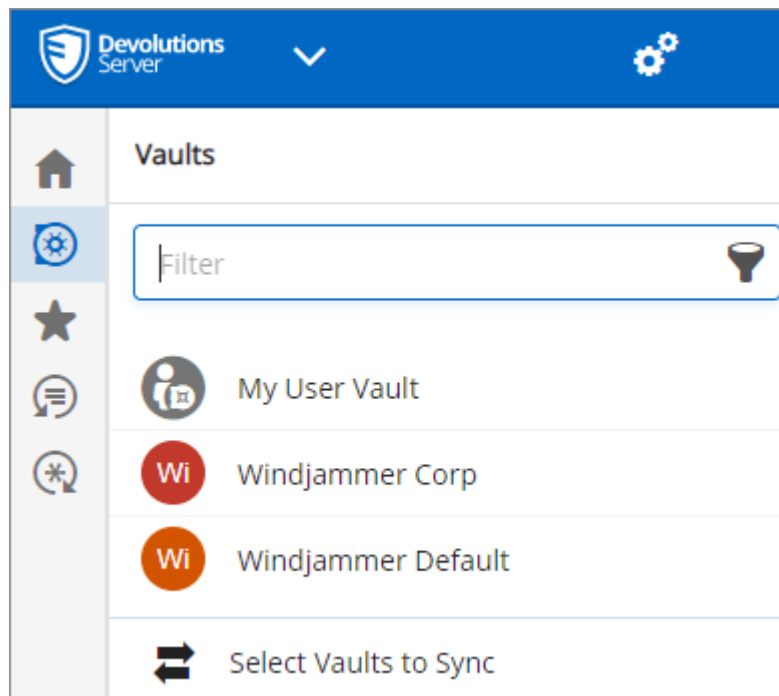 Devolutions
Server
Vaults
Filter
My User Vault
Wi
Windjammer Corp
Wi
Windjammer Default
Select Vaults to Sync